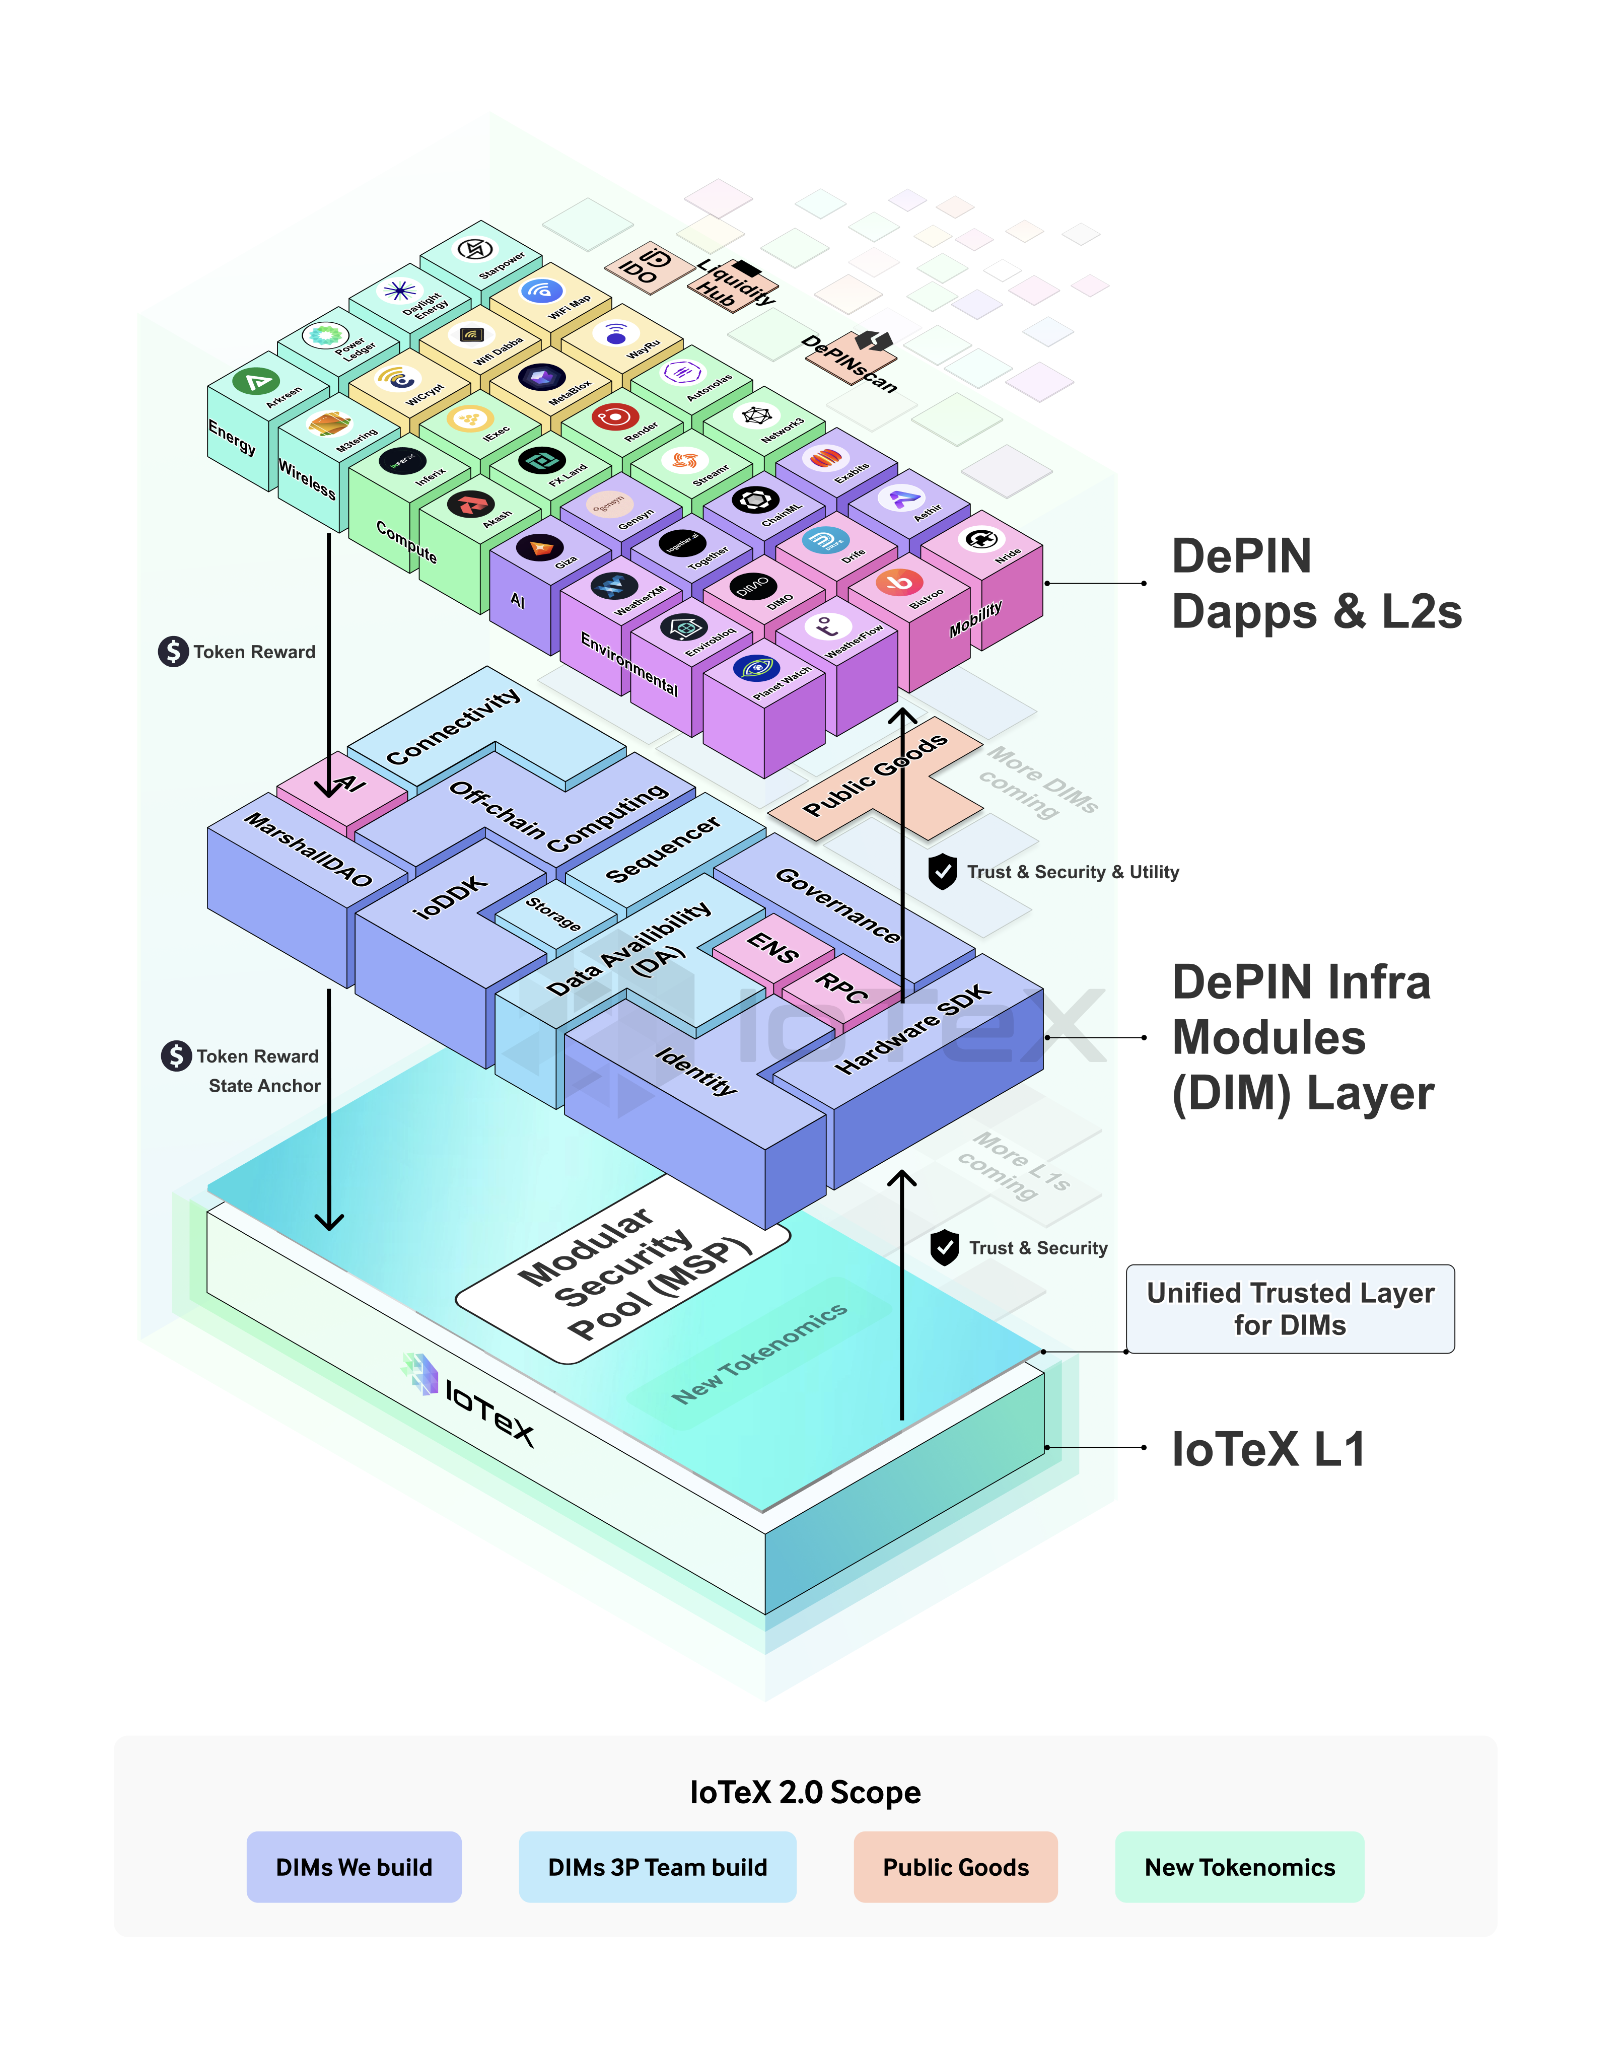 IDO
Liquidity
Hub
DePINscan
Starpower
Daylight
Energy
WiFi Map
Power
Ledger
Wifi Dabba
WayRu
Arkreen
WiCrypt
MetaBlox
Autonolas
M3tering
IExec
Render
Network3
Inferix
FX Land
Streamr
Exabits
Akash
Gensyn
ChainML
Aethir
Giza
Together
Drife
Nride
WeatherXM
DIMO
DIMO
Bistroo
Envirobloq
WeatherFlow
Planet Watch
Energy
Wireless
Compute
AI
Environmental
Mobility
DePIN
Dapps & L2s
Token Reward
Connectivity
AI
Off-chain
Computing
MarshallDAO
Sequencer
ioDDK
Storage
Governance
Data Availibility
(DA)
ENS
RPC
Identity
Hardware SDK
Public Goods
More DIMs
coming
Trust & Security & Utility
IoTeX
DePIN Infra
Modules
(DIM) Layer
Token Reward
State Anchor
More L1s
coming
Modular
Security
Pool (MSP)
New Tokenomics
Trust & Security
Unified Trusted Layer
for DIMs
IoTeX
IoTeX L1
IoTeX 2.0 Scope
DIMs We build
DIMs 3P Team build
Public Goods
New Tokenomics